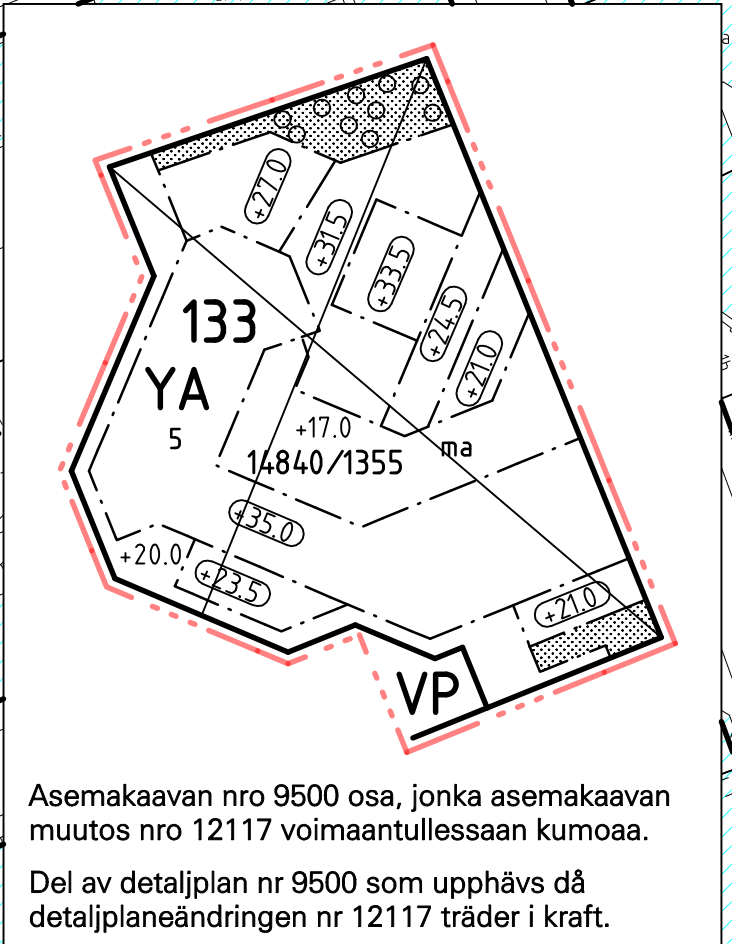 +27.0
+31.5
+33.5
+24.5
+21.0
133
YA
5
+17.0
14840/1355
ma
+35.0
+20.0
+23.5
+21.0
VP
Asemakaavan nro 9500 osa, jonka asemakaavan
muutos nro 12117 voimaantullessaan kumoaa.
Del av detaljplan nr 9500 som upphävs då
detaljplaneändringen nr 12117 träder i kraft.